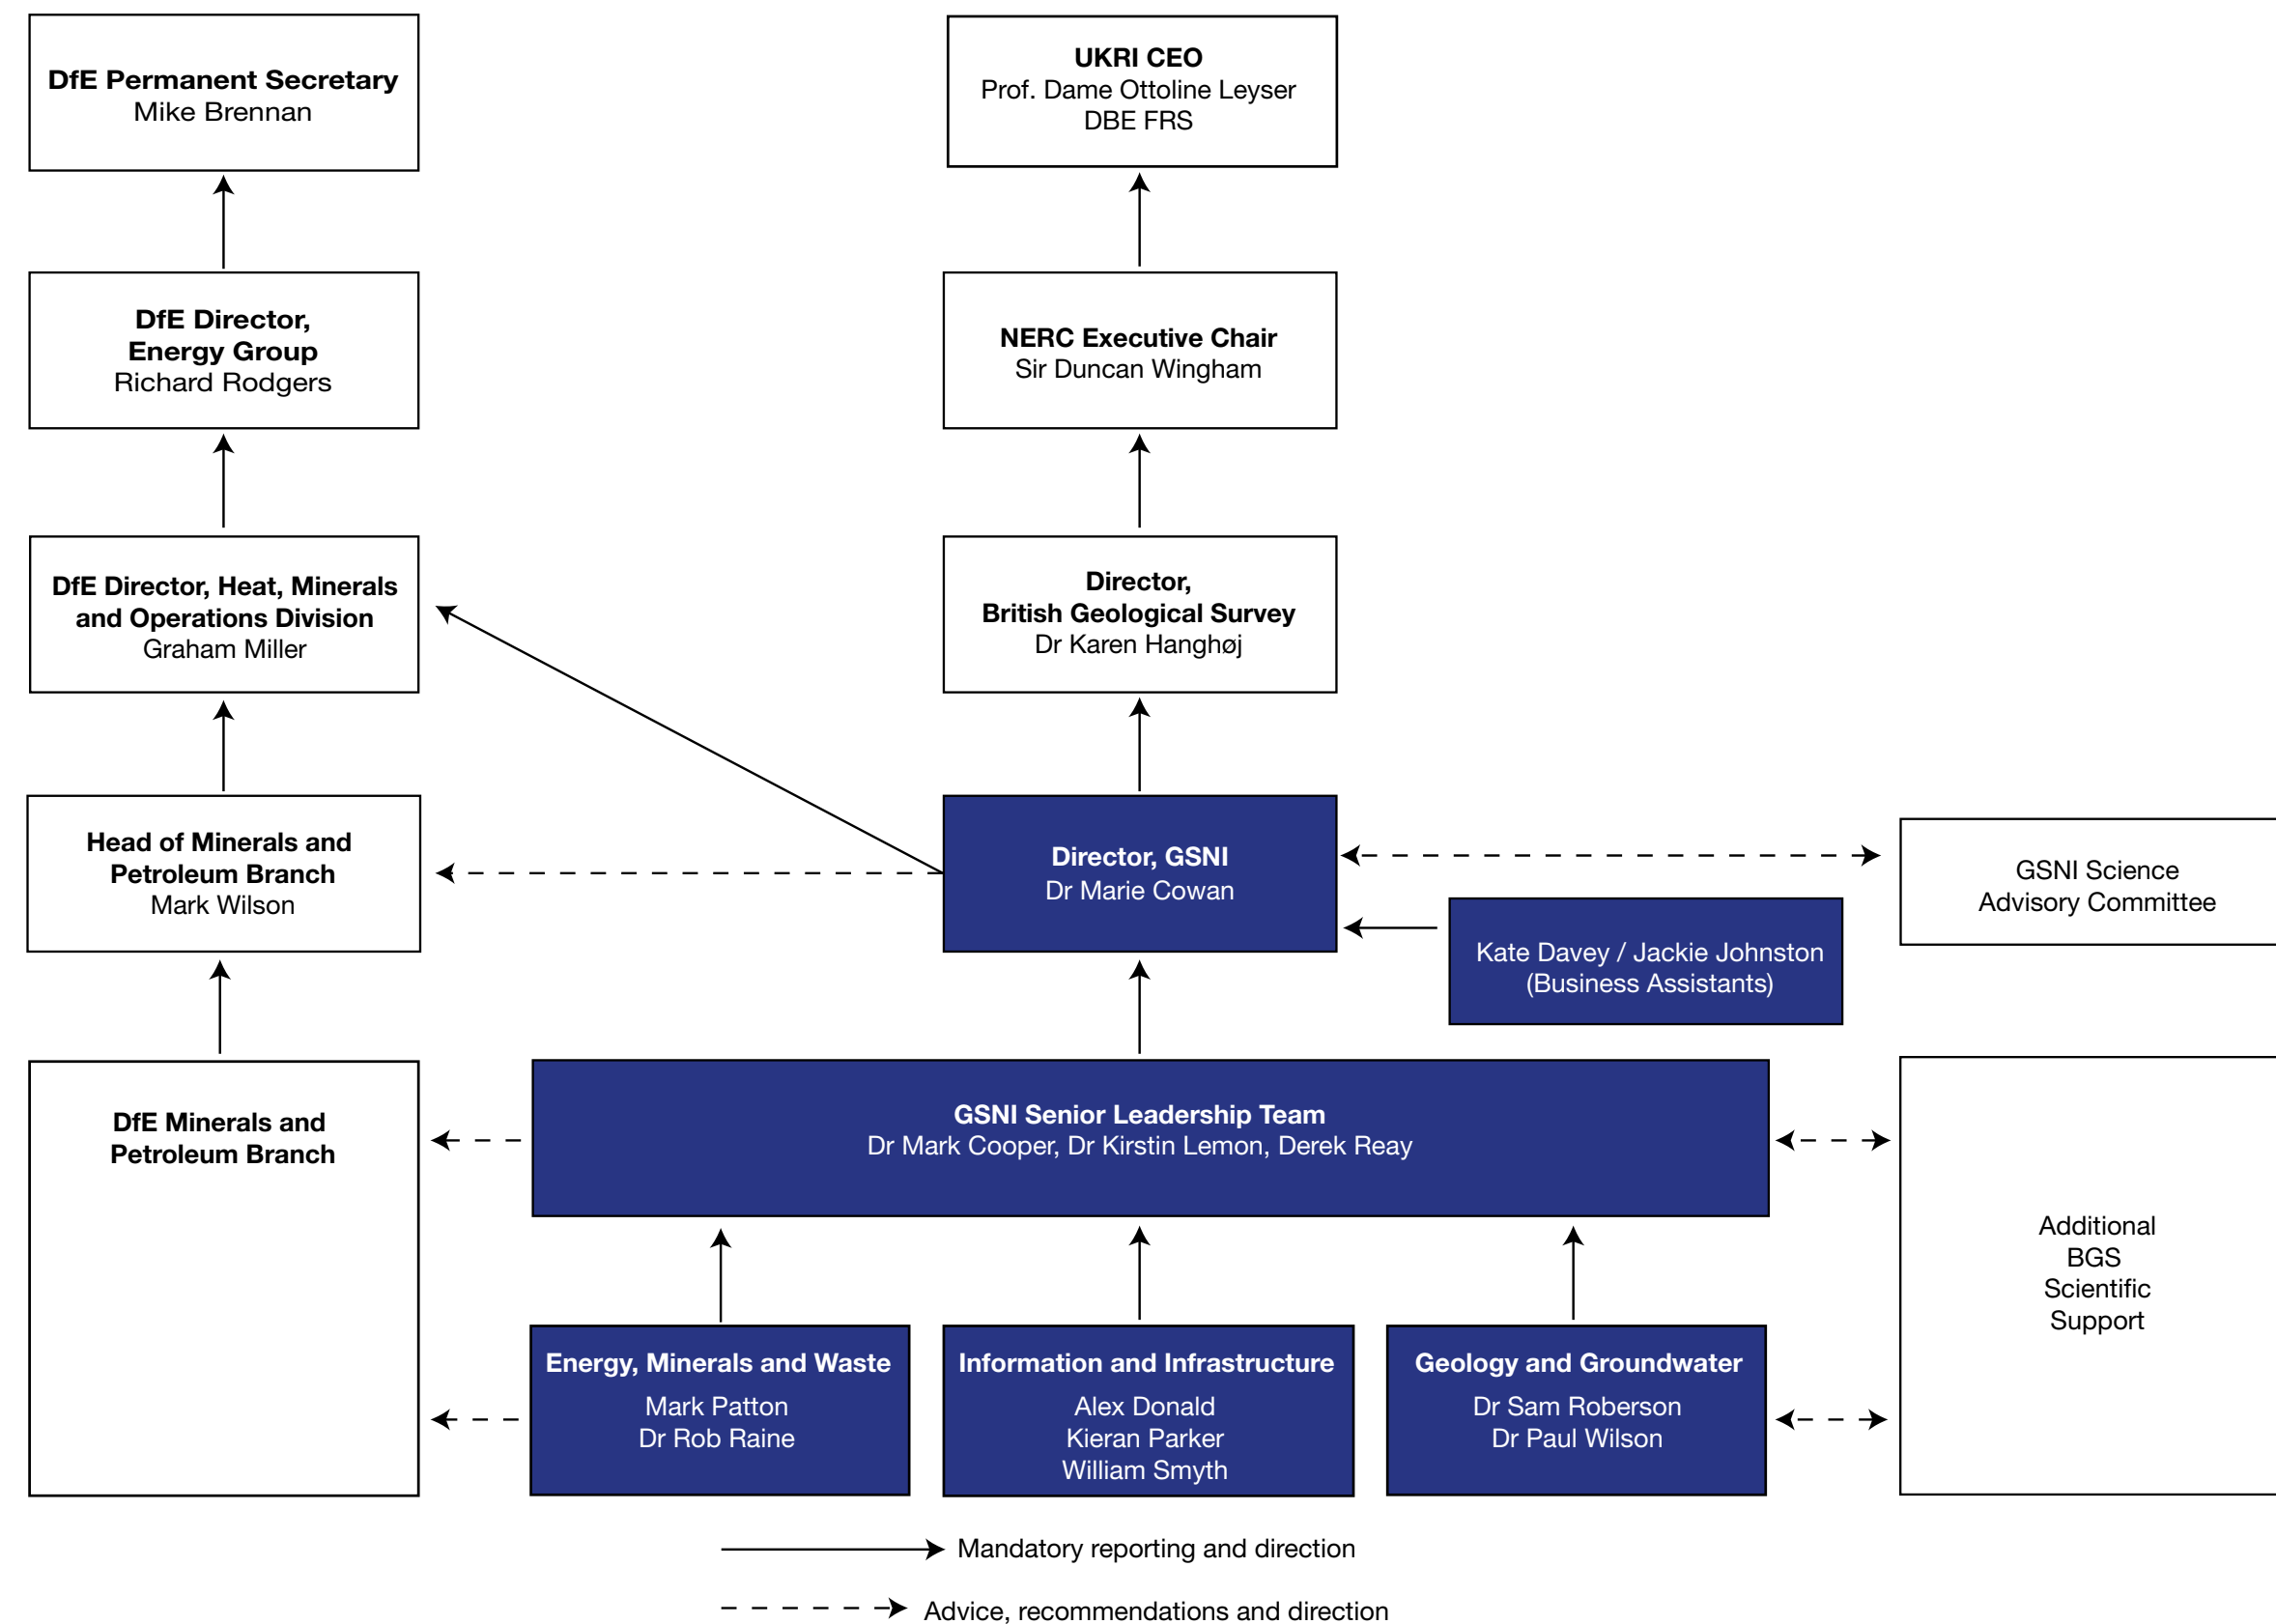 DfE Permanent Secretary
Mike Brennan
UKRI CEO
Prof. Dame Ottoline Leyser
DBE FRS
DfE Director,
Energy Group
Richard Rodgers
NERC Executive Chair
Sir Duncan Wingham
DfE Director, Heat, Minerals
and Operations Division
Graham Miller
Director,
British Geological Survey
Dr Karen Hanghøj
Head of Minerals and
Petroleum Branch
Mark Wilson
Director, GSNI
Dr Marie Cowan
GSNI Science
Advisory Committee
Kate Davey / Jackie Johnston
(Business Assistants)
DfE Minerals and
Petroleum Branch
GSNI Senior Leadership Team
Dr Mark Cooper, Dr Kirstin Lemon, Derek Reay
Additional
BGS
Scientific
Support
Energy, Minerals and Waste
Mark Patton
Dr Rob Raine
Information and Infrastructure
Alex Donald
Kieran Parker
William Smyth
Geology and Groundwater
Dr Sam Roberson
Dr Paul Wilson
Mandatory reporting and direction
Advice, recommendations and direction